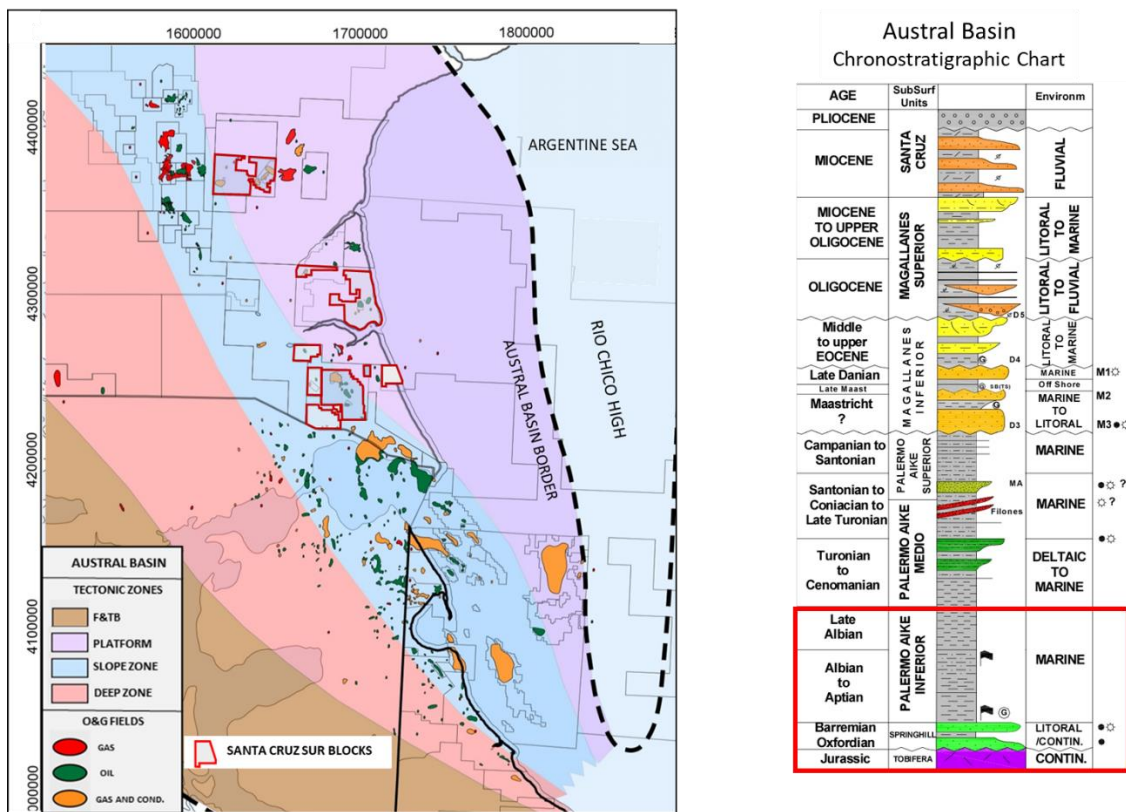 1600000 1700000 1800000
4400000
4300000
4200000
4100000
4000000
ARGENTINE SEA
RIO CHICO HIGH
AUSTRAL BASIN BORDER
AUSTRAL BASIN
TECTONIC ZONES
F&TB
PLATFORM
SLOPE ZONE
DEEP ZONE
O&G FIELDS
GAS
OIL
GAS AND COND.
SANTA CRUZ SUR BLOCKS
Austral Basin
Chronostratigraphic Chart
AGE
SubSurf
Units
Environm
PLIOCENE
MIOCENE
SANTA
CRUZ
FLUVIAL
MIOCENE
TO UPPER
OLIGOCENE
MAGALLANES
SUPERIOR
LITORAL
TO
MARINE
OLIGOCENE
LITORAL
TO
FLUVIAL
D5
Middle
to upper
EOCENE
MAGALLANES
INFERIOR
LITORAL
TO
MARINE
G D4
Late Danian
MARINE
M1
Late Maast
G SB(TS)
Off Shore
Maastricht
?
G
D3
MARINE
TO
LITORAL
M2
M3
Campanian to
Santonian
PALERMO
AIKE
SUPERIOR
MARINE
Santonian to
Coniacian to
Late Turonian
MA
Filones
MARINE
?
?
PALERMO AIKE
MEDIO
Turonian
to
Cenomanian
DELTAIC
TO
MARINE
Late
Albian
PALERMO AIKE
INFERIOR
MARINE
Albian
to
Aptian
G
Barremian
Oxfordian
SPRINGHILL
LITORAL
/CONTIN.
Jurassic
TOBIFERA
CONTIN.